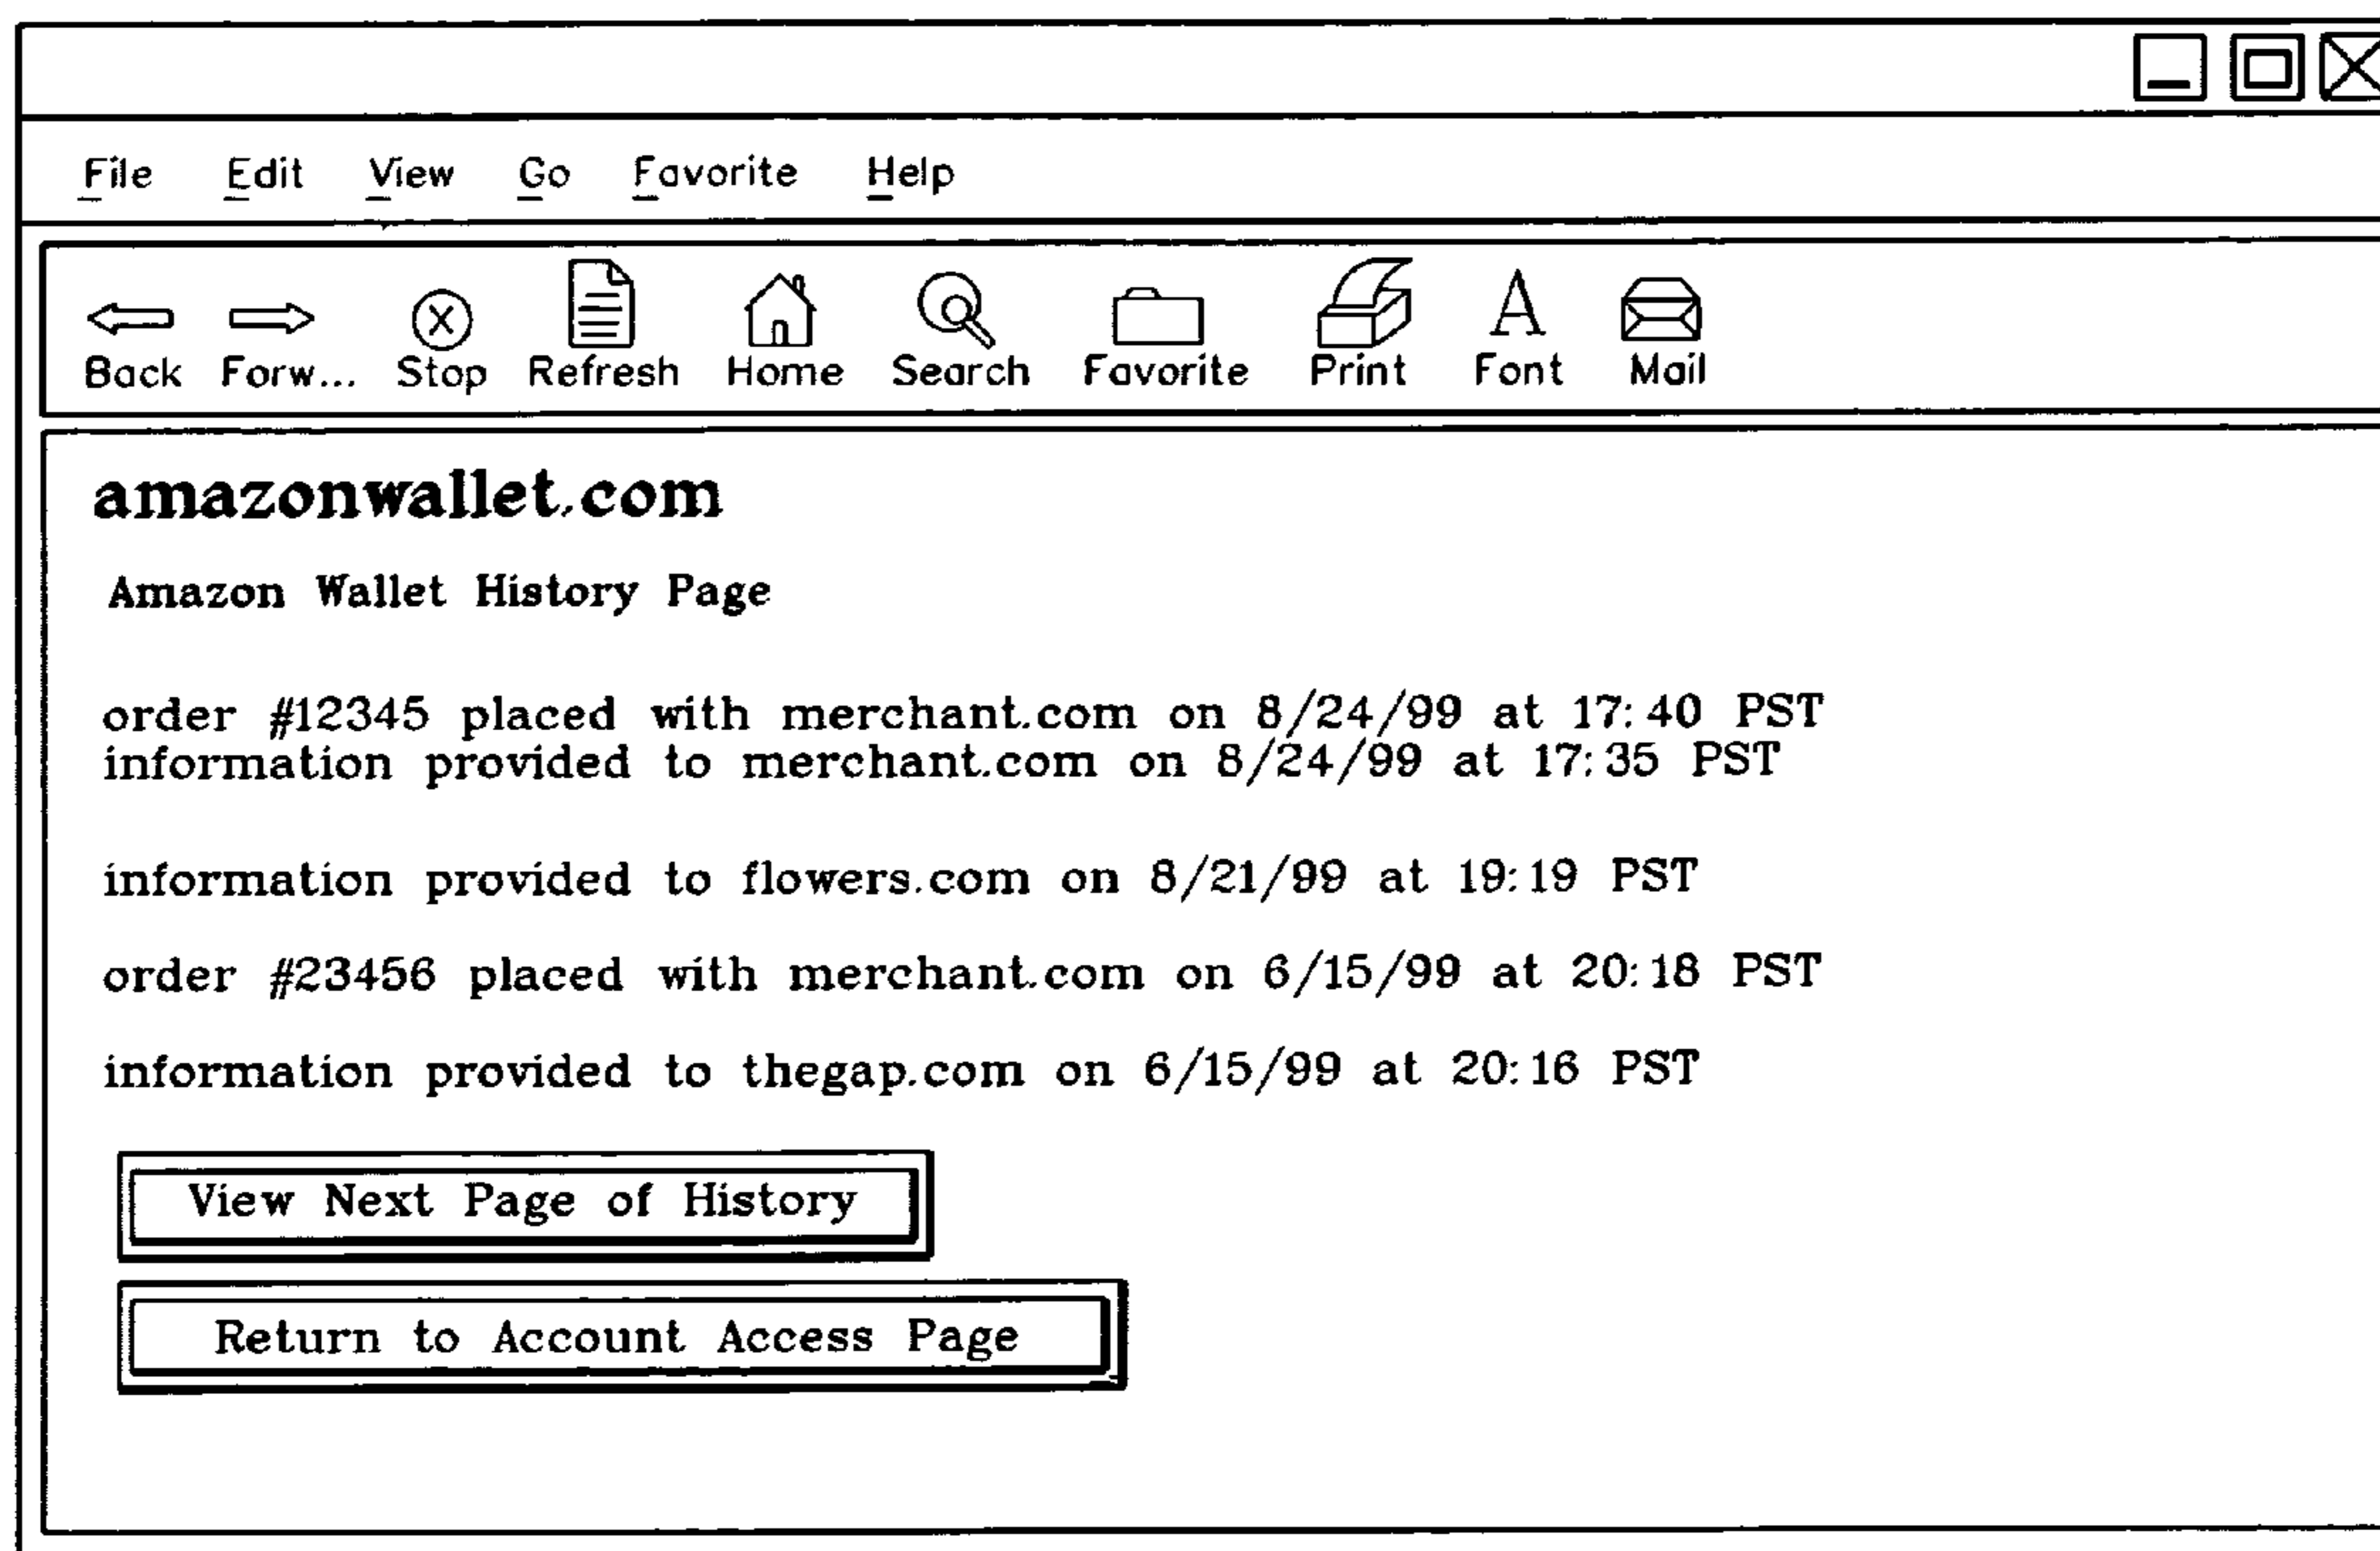 File Edit View Go Favorite Help
Back Forw... Stop Refresh Home Search Favorite Print Font Mail
amazonwallet.com
Amazon Wallet History Page
order #12345 placed with merchant.com on 8/24/99 at 17:40 PST
information provided to merchant.com on 8/24/99 at 17:35 PST
information provided to flowers.com on 8/21/99 at 19:19 PST
order #23456 placed with merchant.com on 6/15/99 at 20:18 PST
information provided to thegap.com on 6/15/99 at 20:16 PST
View Next Page of History
Return to Account Access Page